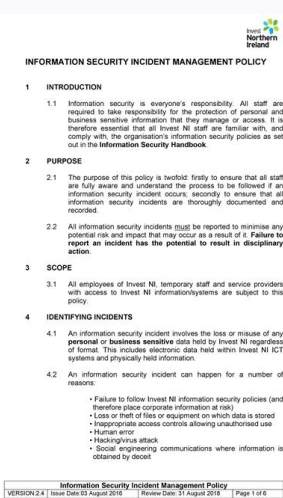 Invest
Northern
Ireland
INFORMATION SECURITY INCIDENT MANAGEMENT POLICY
1 INTRODUCTION
1.1 Information security is everyone's responsibility. All staff are
required to take responsibility for the protection of personal and
business sensitive information that they manage or access. It is
therefore essential that all Invest NI staff are familiar with, and
comply with, the organisation's information security policies as set
out in the Information Security Handbook.
2 PURPOSE
2.1 The purpose of this policy is twofold: firstly to ensure that all staff
are fully aware and understand the process to be followed if an
information security incident occurs; secondly to ensure that all
information security incidents are thoroughly documented and
recorded.
2.2 All information security incidents must be reported to minimise any
potential risk and impact that may occur as a result of it. Failure to
report an incident has the potential to result in disciplinary
action.
3 SCOPE
3.1 All employees of Invest NI, temporary staff and service providers
with access to Invest NI information/systems are subject to this
policy.
4 IDENTIFYING INCIDENTS
4.1 An information security incident involves the loss or misuse of any
personal or business sensitive data held by Invest NI regardless
of format. This includes electronic data held within Invest NI ICT
systems and physically held information.
4.2 An information security incident can happen for a number of
reasons:
• Failure to follow Invest NI information security policies (and
therefore place corporate information at risk)
• Loss or theft of files or equipment on which data is stored
• Inappropriate access controls allowing unauthorised use
• Human error
• Hacking/virus attack
• Social engineering communications where information is
obtained by deceit
Information Security Incident Management Policy
VERSION 2.4 Issue Date:03 August 2016 Review Date: 31 August 2018 Page 1 of 6